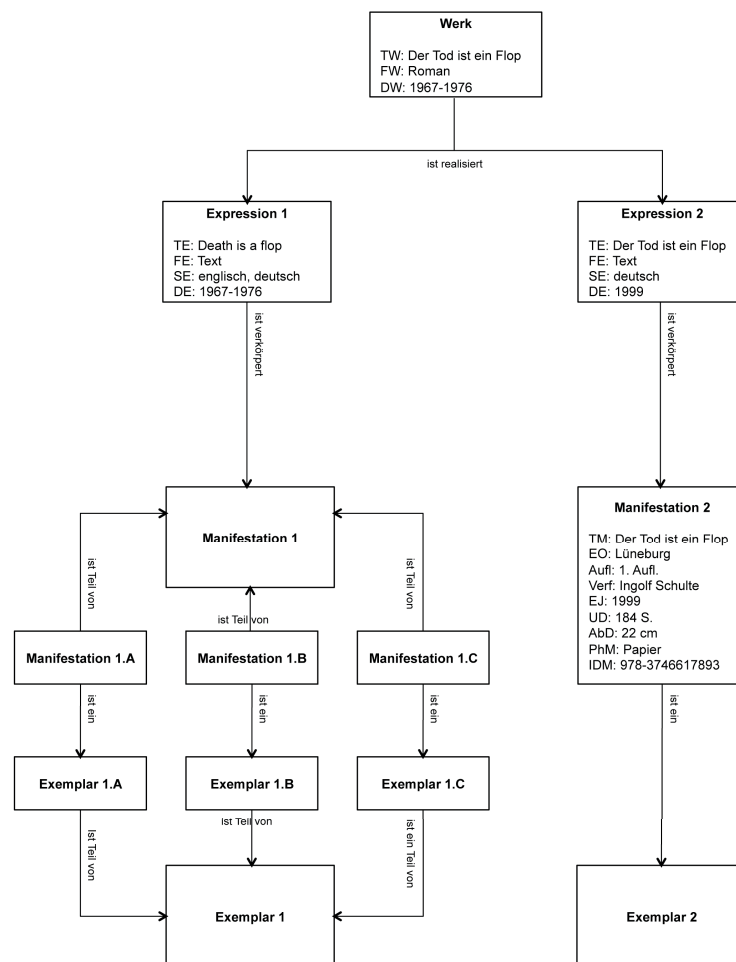 Werk
TW: Der Tod ist ein Flop
FW: Roman
DW: 1967-1976
ist realisiert
Expression 1
TE: Death is a flop
FE: Text
SE: englisch, deutsch
DE: 1967-1976
Expression 2
TE: Der Tod ist ein Flop
FE: Text
SE: deutsch
DE: 1999
ist verkörpert
ist verkörpert
Manifestation 1
Manifestation 2
TM: Der Tod ist ein Flop
EO: Lüneburg
Aufl: 1. Aufl.
Verf: Ingolf Schulte
EJ: 1999
UD: 184 S.
AbD: 22 cm
PhM: Papier
IDM: 978-3746617893
ist Teil von
ist Teil von
ist Teil von
Manifestation 1.A
Manifestation 1.B
Manifestation 1.C
ist ein
ist ein
ist ein
ist ein
Exemplar 1.A
Exemplar 1.B
Exemplar 1.C
Ist Teil von
ist Teil von
ist ein Teil von
Exemplar 1
Exemplar 2